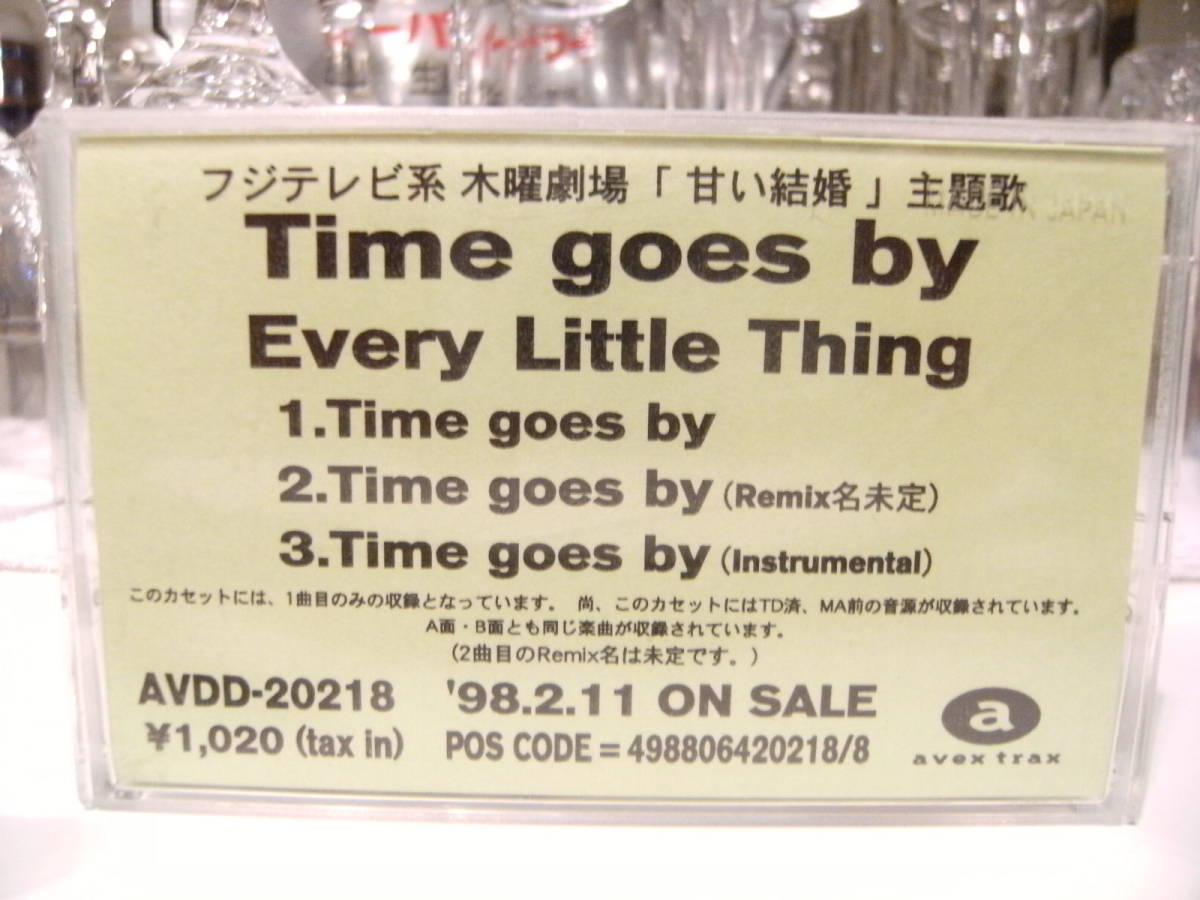 フジテレビ系 木曜劇場「甘い結婚」主題歌
Time goes by
Every Little Thing
1.Time goes by
2.Time goes by (Remix名未定)
3.Time goes by (Instrumental)
このカセットには、1曲目のみの収録となっています。 尚、このカセットにはTD済、MA前の音源が収録されています。
A面・B面とも同じ楽曲が収録されています。
(2曲目のRemix名は未定です。)
AVDD-20218 '98.2.11 ON SALE
¥1,020 (tax in) POS CODE = 498806420218/8
a
avex trax
JAPAN